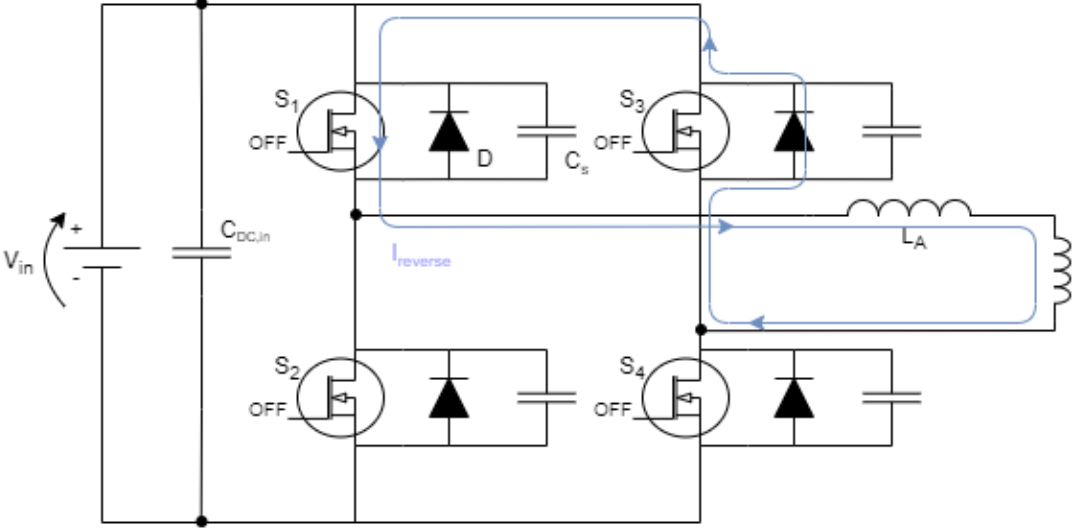 S1
S3
OFF
D
Cs
OFF
Vin
+
-
CDC,in
Ireverse
LA
S2
S4
OFF
OFF